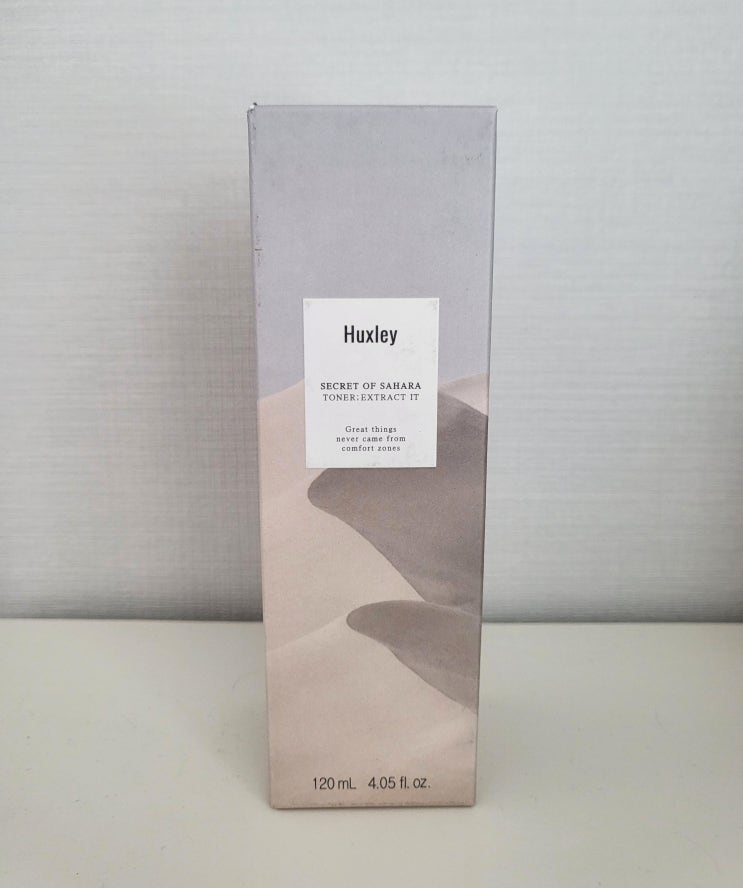 Huxley
SECRET OF SAHARA
TONER;EXTRACT IT
Great things
never came from
comfort zones
120 mL 4.05 fl. oz.